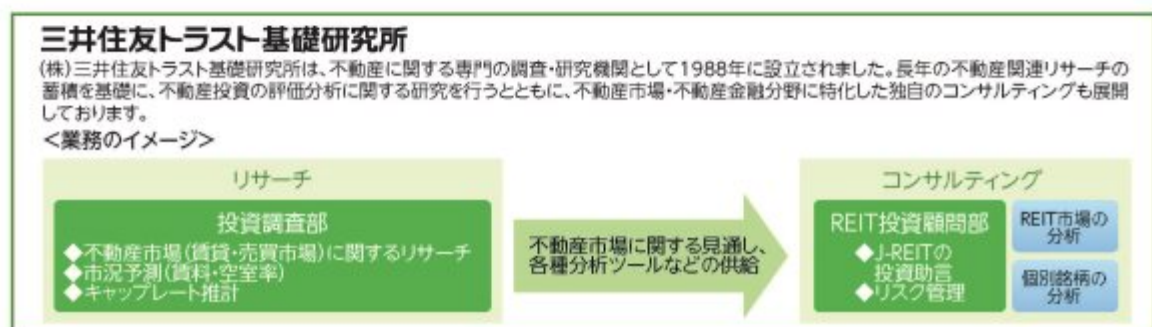 三井住友トラスト基礎研究所
(株)三井住友トラスト基礎研究所は、不動産に関する専門の調査・研究機関として1988年に設立されました。長年の不動産関連リサーチの
蓄積を基礎に、不動産投資の評価分析に関する研究を行うとともに、不動産市場・不動産金融分野に特化した独自のコンサルティングも展開
しております。
<業務のイメージ>
リサーチ
投資調査部
◆不動産市場(賃貸・売買市場)に関するリサーチ
◆市況予測(賃料・空室率)
◆キャップレート推計
不動産市場に関する見通し、
各種分析ツールなどの供給
コンサルティング
REIT投資顧問部
◆J-REITの
投資助言
◆リスク管理
REIT市場の
分析
個別銘柄の
分析